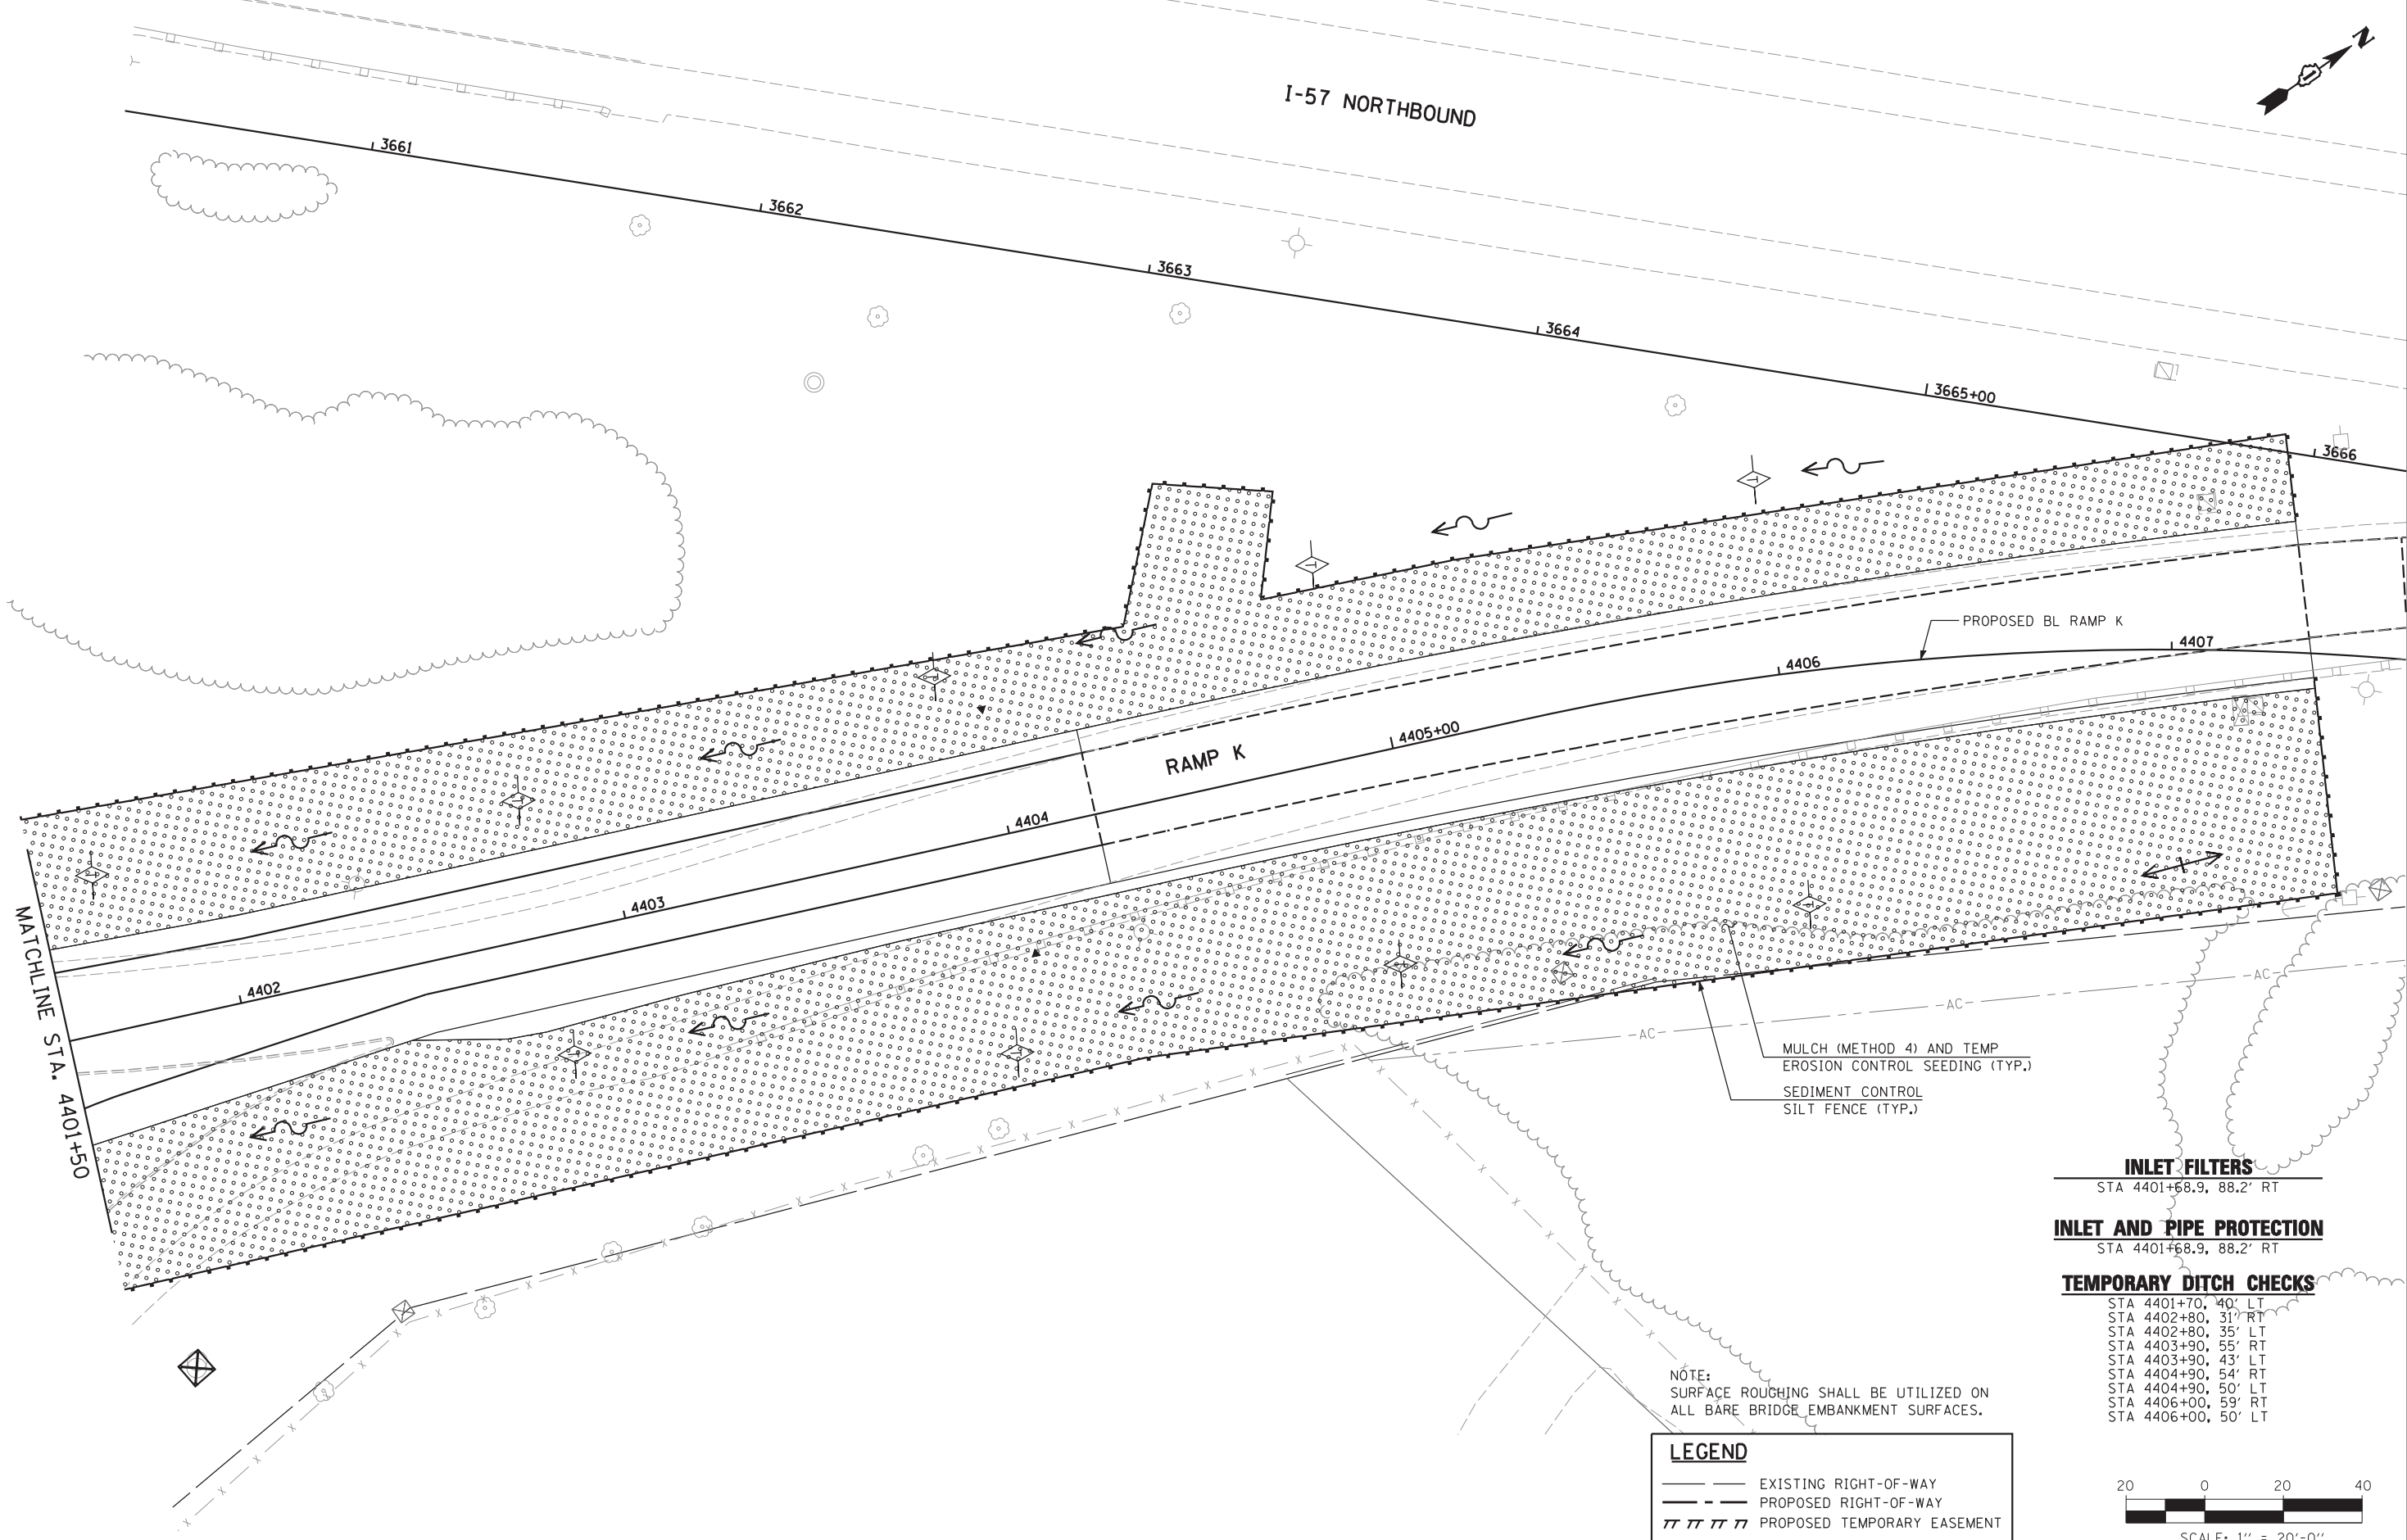 N
I-57 NORTHBOUND
3661
3662
3663
3664
3665+00
3666
PROPOSED BL RAMP K
4407
4406
4405+00
RAMP K
4404
4403
4402
MATCHLINE STA. 4401+50
AC
AC
AC
MULCH (METHOD 4) AND TEMP
EROSION CONTROL SEEDING (TYP.)
SEDIMENT CONTROL
SILT FENCE (TYP.)
INLET FILTERS
STA 4401+68.9, 88.2' RT
INLET AND PIPE PROTECTION
STA 4401+68.9, 88.2' RT
TEMPORARY DITCH CHECKS
STA 4401+70, 40' LT
STA 4402+80, 31' RT
STA 4402+80, 35' LT
STA 4403+90, 55' RT
STA 4403+90, 43' LT
STA 4404+90, 54' RT
STA 4404+90, 50' LT
STA 4406+00, 59' RT
STA 4406+00, 50' LT
NOTE:
SURFACE ROUGHING SHALL BE UTILIZED ON
ALL BARE BRIDGE EMBANKMENT SURFACES.
LEGEND
EXISTING RIGHT-OF-WAY
PROPOSED RIGHT-OF-WAY
PROPOSED TEMPORARY EASEMENT
20 0 20 40
SCALE: 1" = 20'-0"